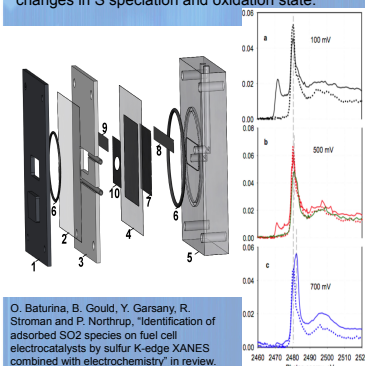 changes in S speciation and oxidation state.
0.06
a
100 mV
0.04
0.02
0.00
0.06
b
500 mV
0.04
0.02
0.00
0.06
c
700 mV
0.04
0.02
0.00
2460 2470 2480 2490 2500 2510
9
8
6
10
7
6
2
4
3
5
1
O. Baturina, B. Gould, Y. Garsany, R.
Stroman and P. Northrup, "Identification of
adsorbed SO2 species on fuel cell
electrocatalysts by sulfur K-edge XANES
combined with electrochemistry" in review.